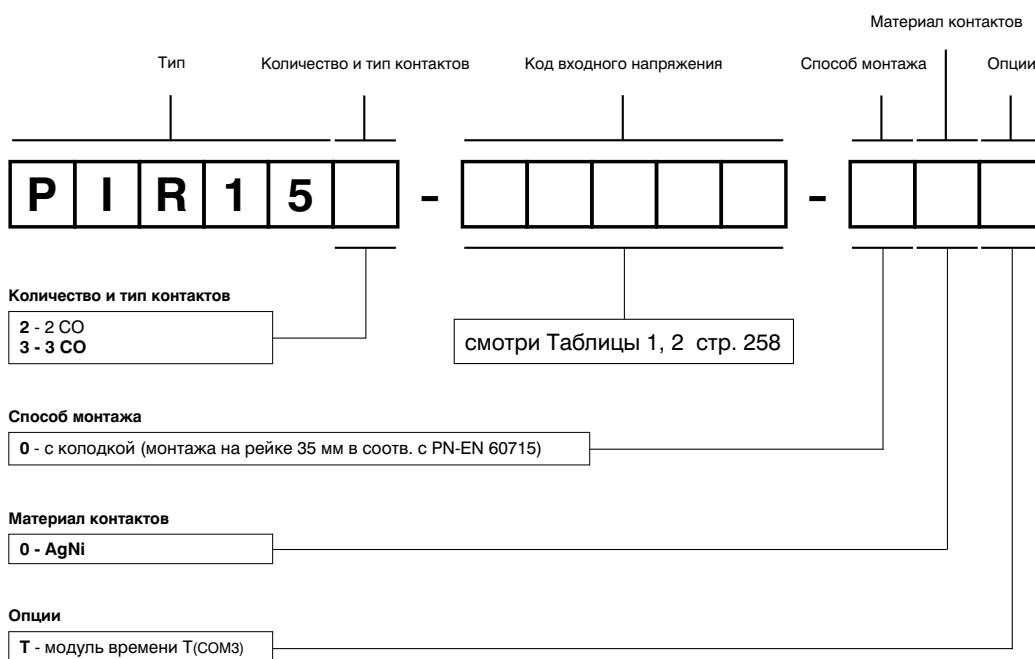 Материал контактов
Тип Количество и тип контактов Код входного напряжения Способ монтажа Опции
P I R 1 5 - -
Количество и тип контактов
2 - 2 CO
3 - 3 CO
смотри Таблицы 1, 2 стр. 258
Способ монтажа
0 - с колодкой (монтажа на рейке 35 мм в соотв. с PN-EN 60715)
Материал контактов
0 - AgNi
Опции
T - модуль времени T(COM3)